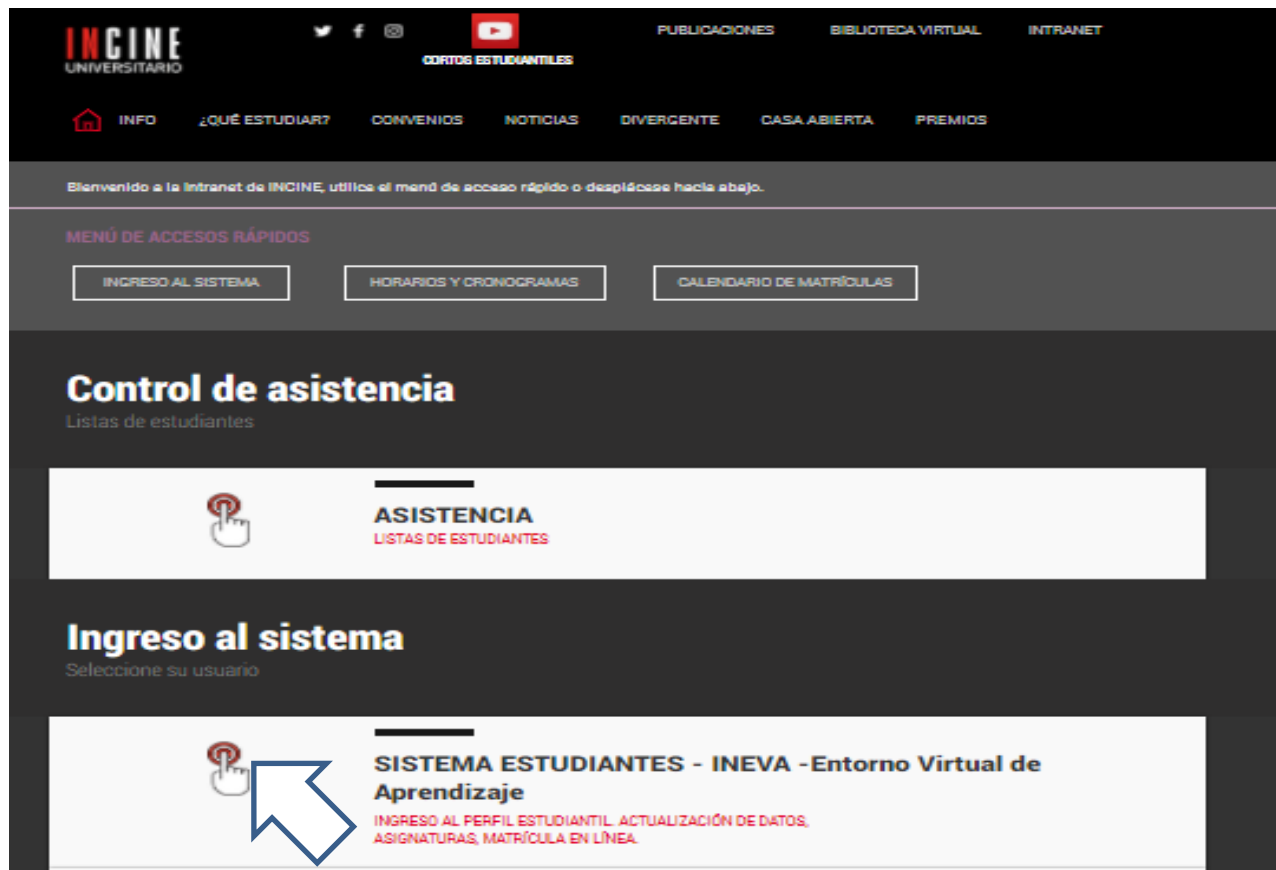 INCINE
UNIVERSITARIO
CORTOS ESTUDIANTILES
PUBLICACIONES
BIBLIOTECA VIRTUAL
INTRANET
INFO
¿QUÉ ESTUDIAR?
CONVENIOS
NOTICIAS
DIVERGENTE
CASA ABIERTA
PREMIOS
Bienvenido a la intranet de INCINE, utilice el menú de acceso rápido o desplácese hacia abajo.
MENÚ DE ACCESOS RÁPIDOS
INGRESO AL SISTEMA
HORARIOS Y CRONOGRAMAS
CALENDARIO DE MATRÍCULAS
Control de asistencia
Listas de estudiantes
ASISTENCIA
LISTAS DE ESTUDIANTES
Ingreso al sistema
Seleccione su usuario
SISTEMA ESTUDIANTES - INEVA -Entorno Virtual de
Aprendizaje
INGRESO AL PERFIL ESTUDIANTIL. ACTUALIZACIÓN DE DATOS,
ASIGNATURAS, MATRÍCULA EN LÍNEA.